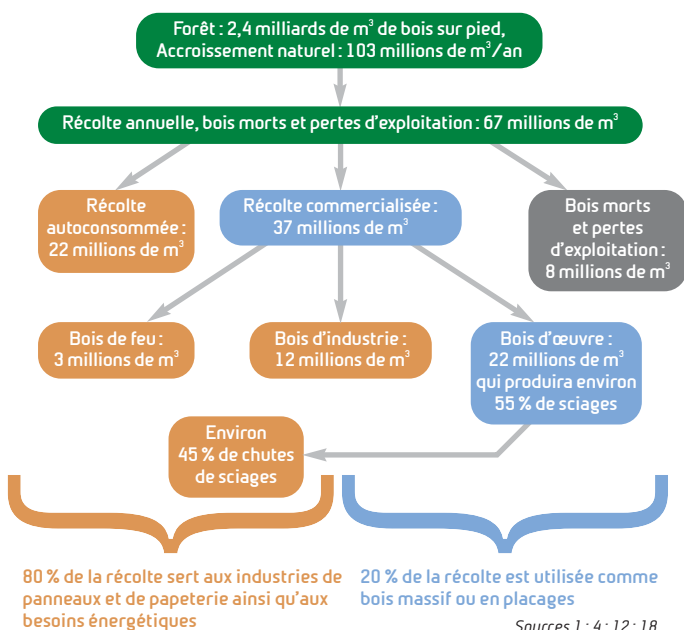 Forêt : 2,4 milliards de m³ de bois sur pied,
Accroissement naturel : 103 millions de m³/an
Récolte annuelle, bois morts et pertes d'exploitation : 67 millions de m³
Récolte
autoconsommée :
22 millions de m³
Récolte commercialisée :
37 millions de m³
Bois morts
et pertes
d'exploitation :
8 millions de m³
Bois de feu :
3 millions de m³
Bois d'industrie :
12 millions de m³
Bois d'œuvre :
22 millions de m³
qui produira environ
55 % de sciages
Environ
45 % de chutes
de sciages
80 % de la récolte sert aux industries de
panneaux et de papeterie ainsi qu'aux
besoins énergétiques
20 % de la récolte est utilisée comme
bois massif ou en placages
Sources 1 ; 4 ; 12 ; 18